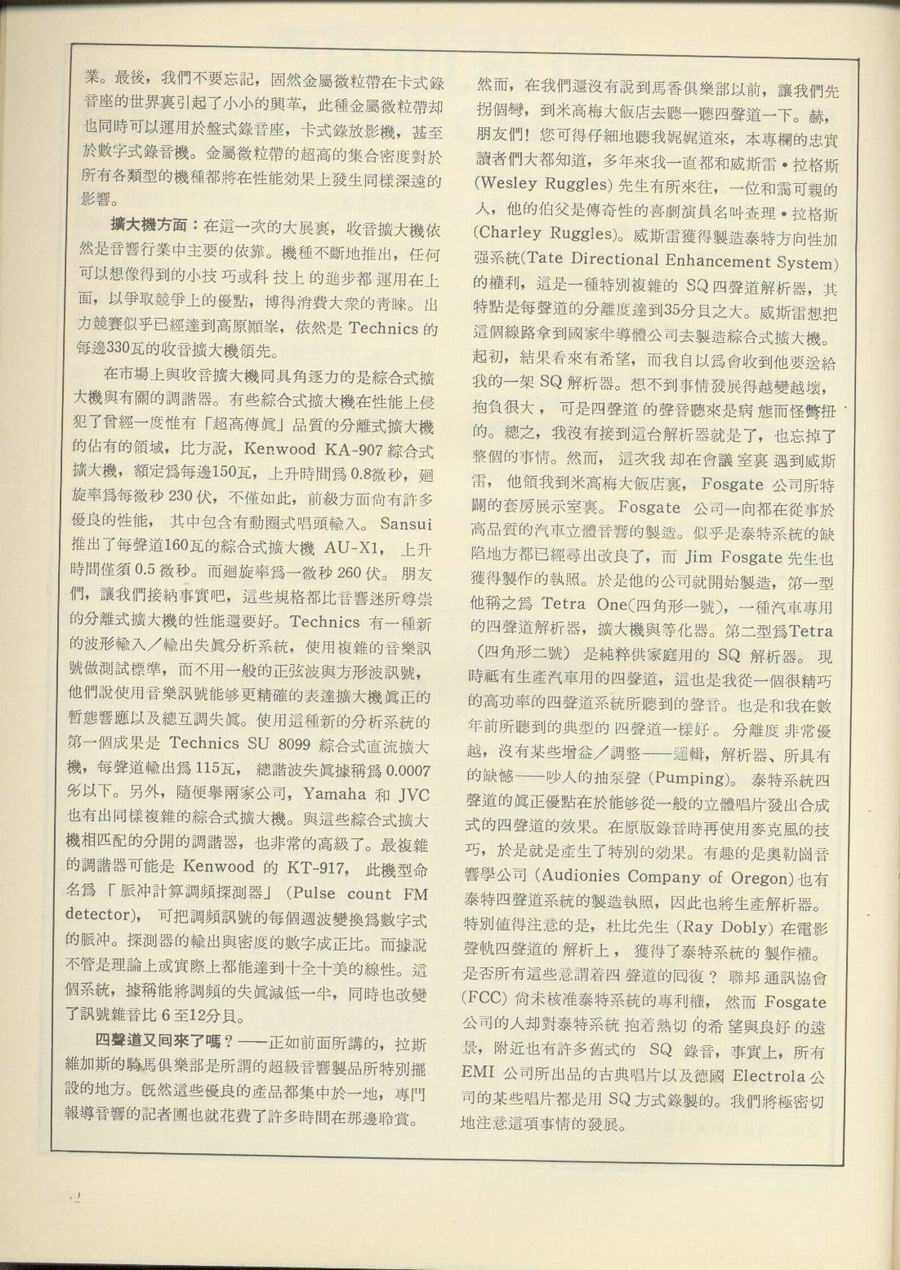 業。最後，我們不要忘記，固然金屬微粒帶在卡式錄
音座的世界裏引起了小小的興革，此種金屬微粒帶却
也同時可以運用於盤式錄音座，卡式錄放影機，甚至
於數字式錄音機。金屬微粒帶的超高的集合密度對於
所有各類型的機種都將在性能効果上發生同樣深遠的
影響。
擴大機方面：在這一次的大展裏，收音擴大機依
然是音響行業中主要的依靠。機種不斷地推出，任何
可以想像得到的小技巧或科技上的進步都運用在上
面，以爭取競爭上的優點，博得消費大衆的靑睞。出
力競賽似乎已經達到高原顚峯，依然是 Technics 的
每邊330瓦的收音擴大機領先。
在市場上與收音擴大機同具角逐力的是綜合式擴
大機與有關的調諧器。有些綜合式擴大機在性能上侵
犯了曾經一度惟有「超高傳眞」品質的分離式擴大機
的佔有的領域，比方說，Kenwood KA-907 綜合式
擴大機，額定爲每邊150瓦，上升時間爲 0.8微秒，廻
旋率爲每微秒 230 伏，不僅如此，前級方面尙有許多
優良的性能，其中包含有動圈式唱頭輸入。 Sansui
推出了每聲道160瓦的綜合式擴大機 AU-X1， 上升
時間僅須 0.5 微秒。而廻旋率爲一微秒 260 伏。 朋友
們，讓我們接納事實吧，這些規格都比音響迷所尊崇
的分離式擴大機的性能還要好。Technics 有一種新
的波形輸入／輸出失眞分析系統，使用複雜的音樂訊
號做測試標準，而不用一般的正弦波與方形波訊號，
他們說使用音樂訊號能够更精確的表達擴大機眞正的
暫態響應以及總互調失眞。使用這種新的分析系統的
第一個成果是 Technics SU 8099 綜合式直流擴大
機，每聲道輸出爲 115瓦， 總諧波失眞據稱爲 0.0007
％以下。另外，隨便擧兩家公司，Yamaha 和 JVC
也有出同樣複雜的綜合式擴大機。與這些綜合式擴大
機相匹配的分開的調諧器，也非常的高級了。最複雜
的調諧器可能是 Kenwood 的 KT-917， 此機型命
名爲 「脈冲計算調頻探測器」 (Pulse count FM
detector)， 可把調頻訊號的每個週波變換爲數字式
的脈冲。探測器的輸出與密度的數字成正比。而據說
不管是理論上或實際上都能達到十全十美的線性。這
個系統，據稱能將調頻的失眞減低一半，同時也改變
了訊號雜音比 6 至12分貝。
四聲道又囘來了嗎？——正如前面所講的，拉斯
維加斯的騎馬俱樂部是所謂的超級音響製品所特別擺
設的地方。旣然這些優良的產品都集中於一地，專門
報導音響的記者團也就花費了許多時間在那邊聆賞。
然而，在我們還沒有說到馬香俱樂部以前，讓我們先
拐個彎，到米高梅大飯店去聽一聽四聲道一下。赫，
朋友們！您可得仔細地聽我娓娓道來，本專欄的忠實
讀者們大都知道，多年來我一直都和威斯雷•拉格斯
(Wesley Ruggles) 先生有所來往，一位和靄可親的
人，他的伯父是傳奇性的喜劇演員名叫查理•拉格斯
(Charley Ruggles)。威斯雷獲得製造泰特方向性加
强系統(Tate Directional Enhancement System)
的權利，這是一種特別複雜的 SQ 四聲道解析器，其
特點是每聲道的分離度達到35分貝之大。威斯雷想把
這個線路拿到國家半導體公司去製造綜合式擴大機。
起初，結果看來有希望，而我自以爲會收到他要送給
我的一架 SQ 解析器。想不到事情發展得越變越壞，
抱負很大， 可是四聲道的聲音聽來是病態而怪彆扭
的。總之，我沒有接到這台解析器就是了，也忘掉了
整個的事情。然而， 這次我却在會議室裏遇到威斯
雷， 他領我到米高梅大飯店裏， Fosgate 公司所特
闢的套房展示室裏。 Fosgate 公司一向都在從事於
高品質的汽車立體音響的製造。似乎是泰特系統的缺
陷地方都已經尋出改良了，而 Jim Fosgate 先生也
獲得製作的執照。於是他的公司就開始製造，第一型
他稱之爲 Tetra One(四角形一號)，一種汽車專用
的四聲道解析器，擴大機與等化器。第二型爲Tetra
（四角形二號） 是純粹供家庭用的 SQ 解析器。 現
時祇有生產汽車用的四聲道，這也是我從一個很精巧
的高功率的四聲道系統所聽到的聲音。也是和我在數
年前所聽到的典型的四聲道一樣好。 分離度非常優
越，沒有某些增益／調整——邏輯，解析器、所具有
的缺憾——吵人的抽泵聲 (Pumping)。 泰特系統四
聲道的眞正優點在於能够從一般的立體唱片發出合成
式的四聲道的效果。在原版錄音時再使用麥克風的技
巧，於是就產生了特別的効果。有趣的是奧勒崗音
響學公司 (Audionies Company of Oregon) 也有
泰特四聲道系統的製造執照，因此也將生產解析器。
特別値得注意的是，杜比先生 (Ray Dobly) 在電影
聲軌四聲道的解析上， 獲得了泰特系統的製作權。
是否所有這些意謂着四聲道的囘復？ 聯邦通訊協會
(FCC) 尙未核准泰特系統的專利權， 然而 Fosgate
公司的人却對泰特系統抱着熱切的希望與良好的遠
景，附近也有許多舊式的 SQ 錄音，事實上，所有
EMI 公司所出品的古典唱片以及德國 Electrola 公
司的某些唱片都是用 SQ 方式錄製的。我們將極密切
地注意這項事情的發展。